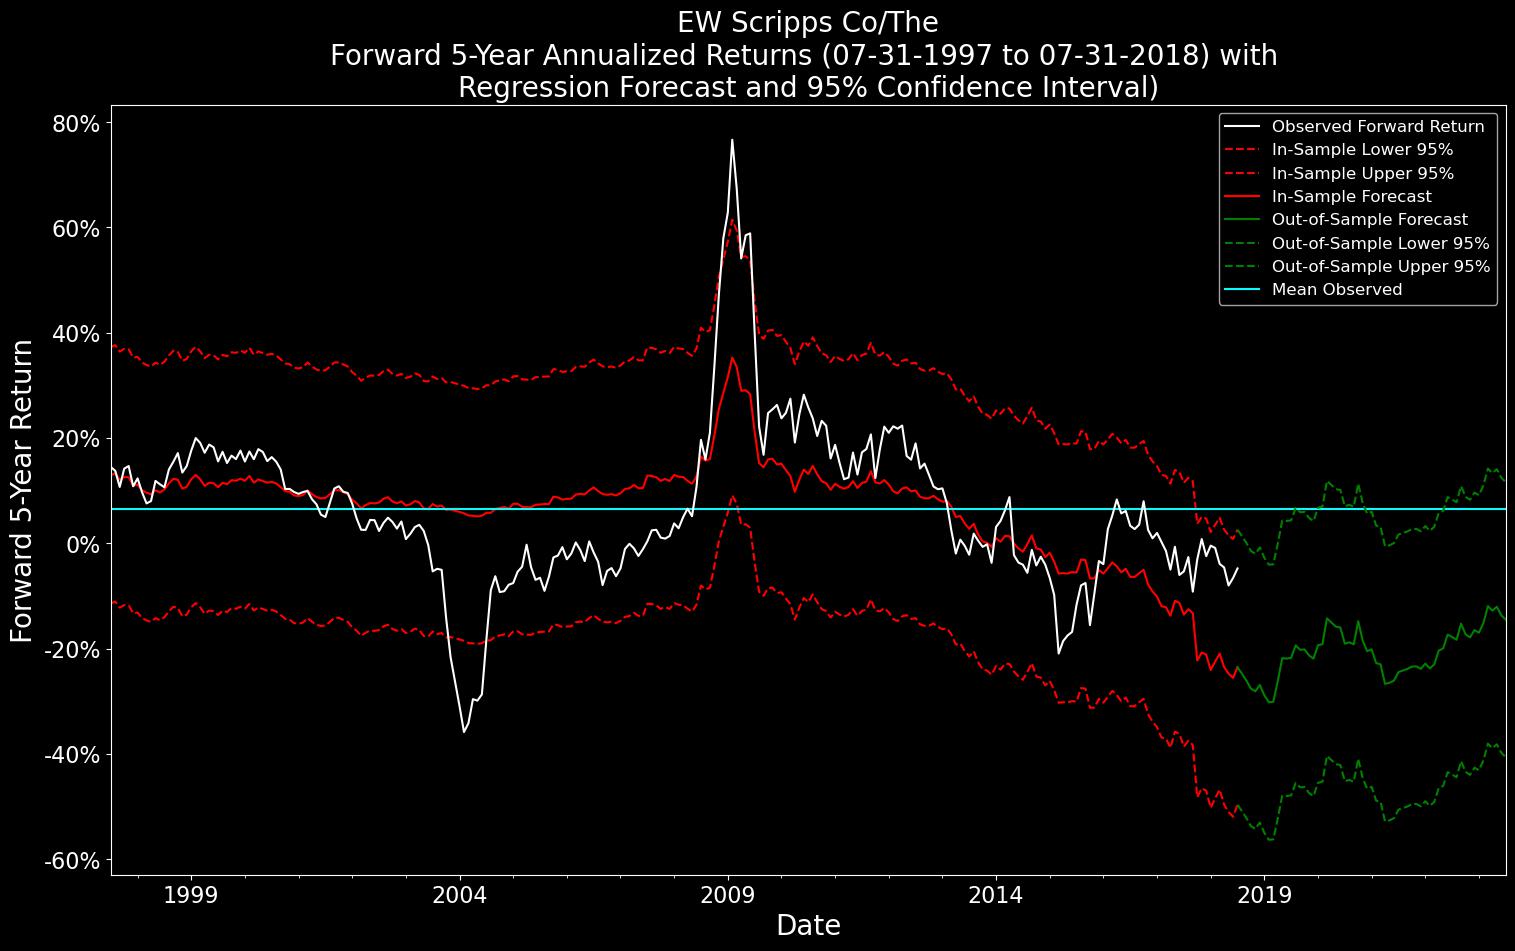 EW Scripps Co/The
Forward 5-Year Annualized Returns (07-31-1997 to 07-31-2018) with
Regression Forecast and 95% Confidence Interval)
Forward 5-Year Return
80%
60%
40%
20%
0%
-20%
-40%
-60%
Observed Forward Return
In-Sample Lower 95%
In-Sample Upper 95%
In-Sample Forecast
Out-of-Sample Forecast
Out-of-Sample Lower 95%
Out-of-Sample Upper 95%
Mean Observed
1999
2004
2009
2014
2019
Date